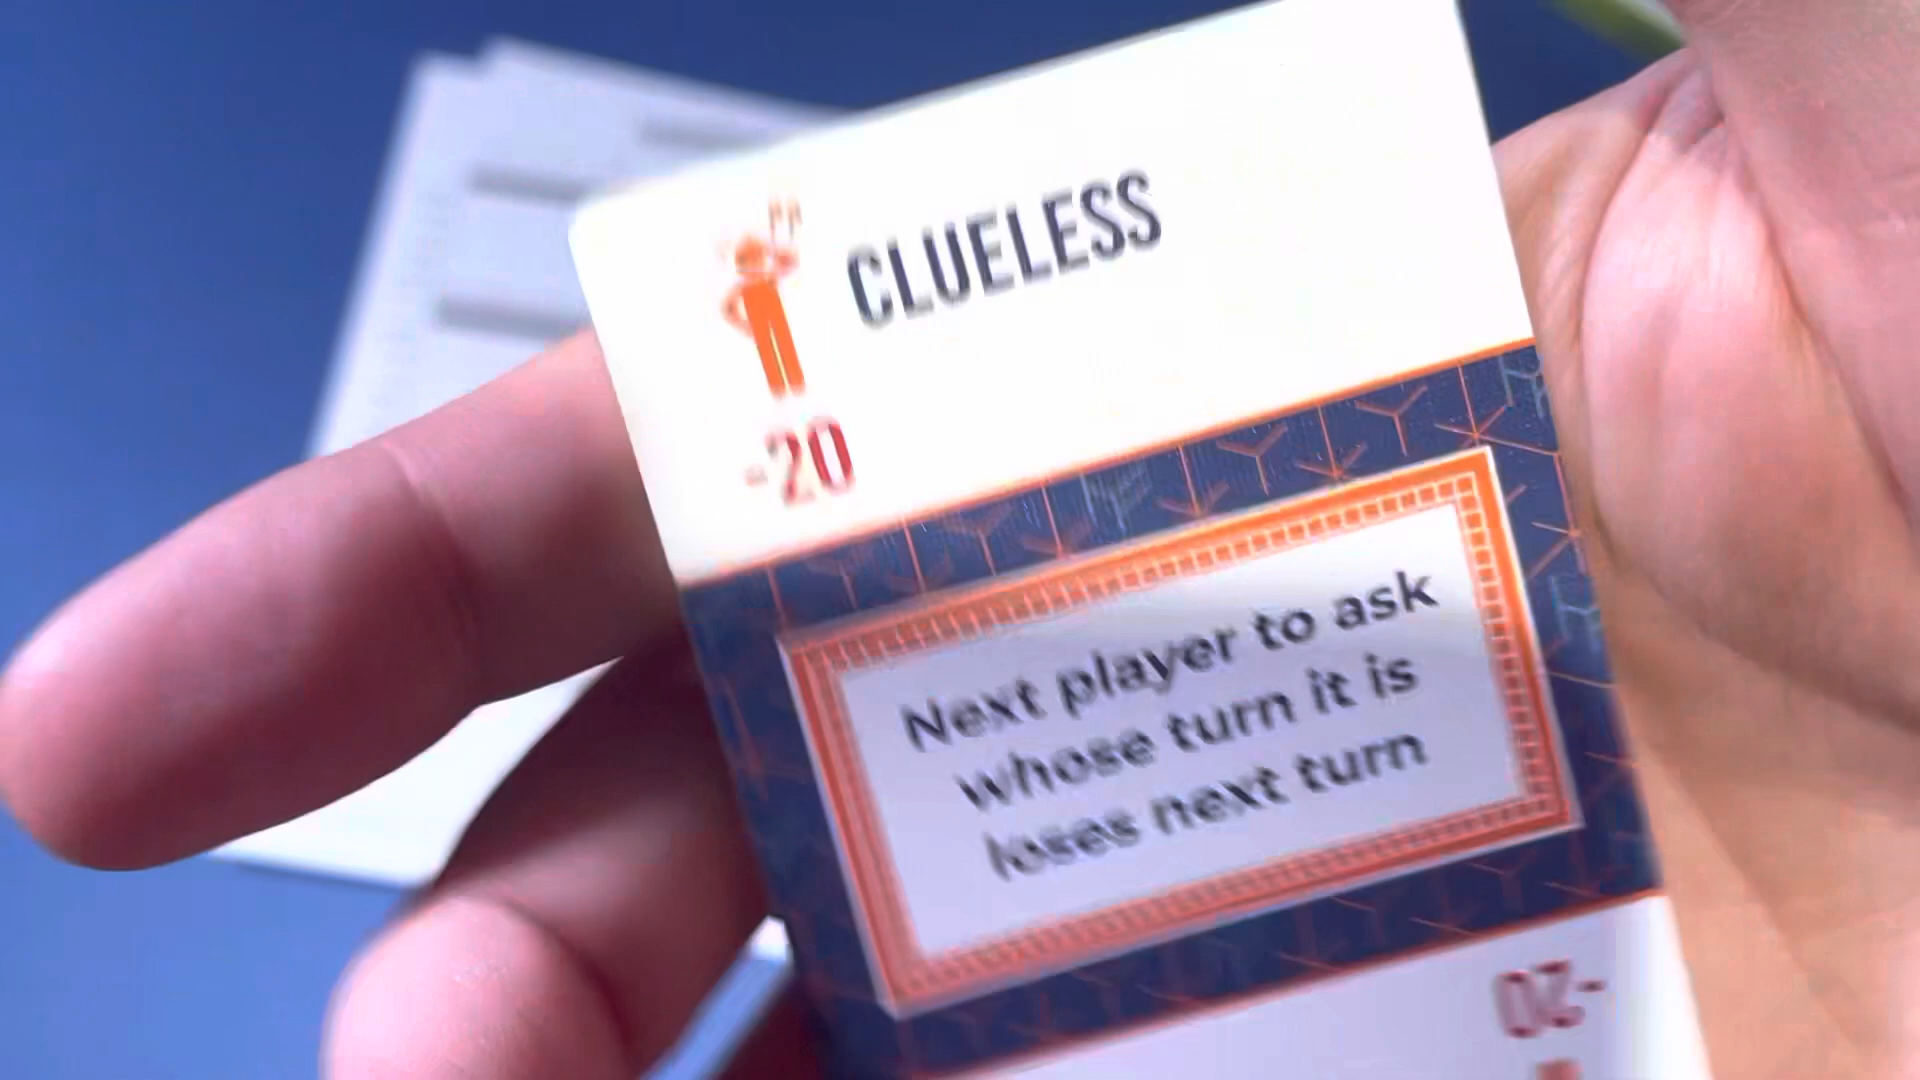 CLUELESS
-20
Next player to ask
whose turn it is
loses next turn
-20